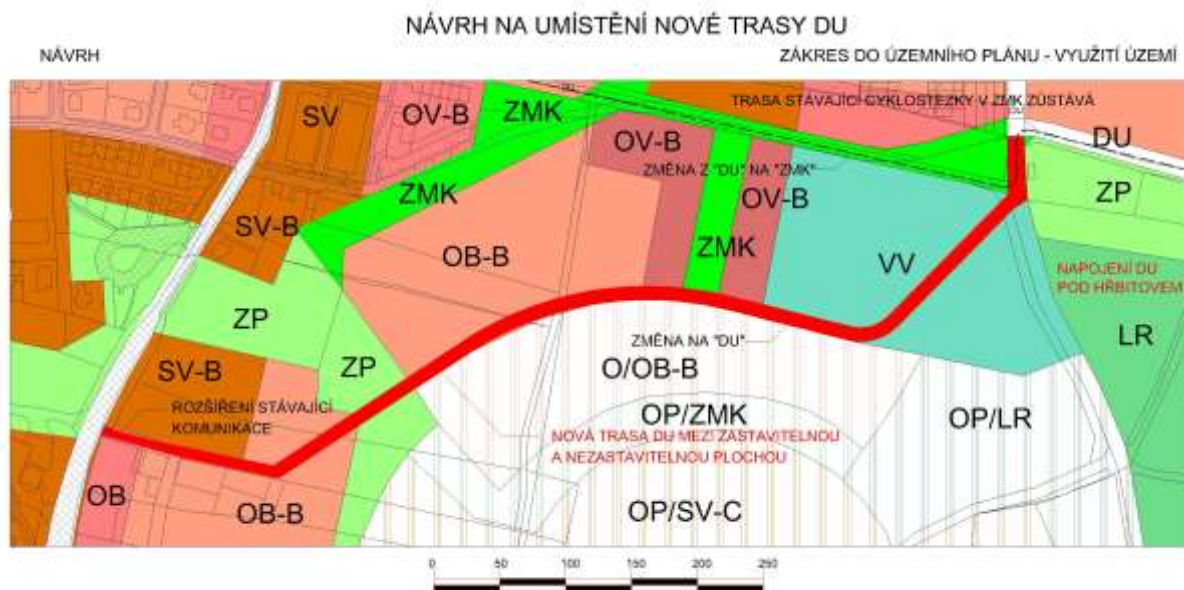 NÁVRH NA UMÍSTĚNÍ NOVÉ TRASY DU
NÁVRH
ZÁKRES DO ÚZEMNÍHO PLÁNU - VYUŽITÍ ÚZEMÍ
SV
OV-B
ZMK
TRASA STÁVAJÍCÍ CYKLOSTEZKY V ZMK ZŮSTÁVÁ
DU
OV-B
ZMĚNA Z "DU" NA "ZMK"
ZMK
OV-B
ZP
SV-B
OB-B
ZMK
VV
NAPOJENÍ DU
POD HŘBITOVEM
ZP
LR
ZMĚNA NA "DU"
SV-B
ZP
O/OB-B
ROZŠÍŘENÍ STÁVAJÍCÍ
KOMUNIKACE
OP/ZMK
OP/LR
NOVÁ TRASA DU MEZI ZASTAVITELNOU
A NEZASTAVITELNOU PLOCHOU
OB
OB-B
OP/SV-C
0 50 100 150 200 250